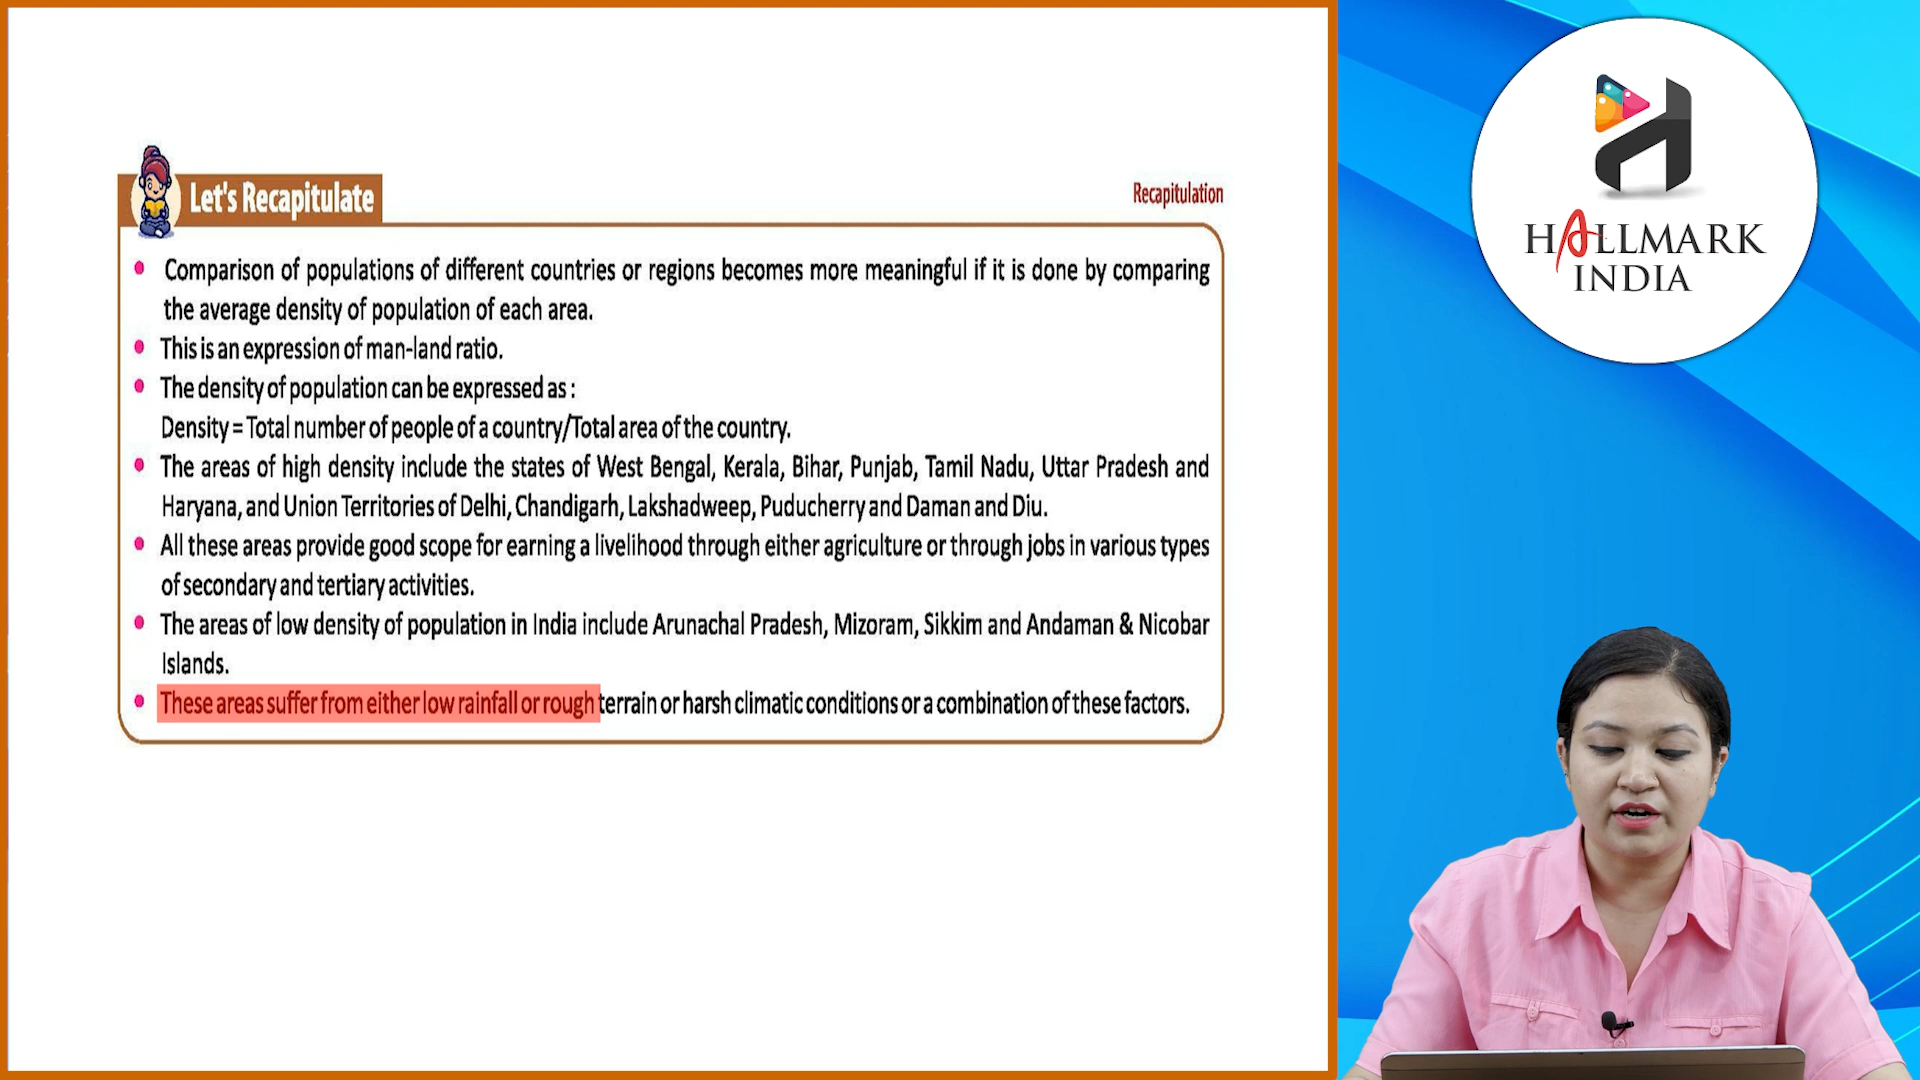 Let's Recapitulate
Recapitulation
Comparison of populations of different countries or regions becomes more meaningful if it is done by comparing
the average density of population of each area.
This is an expression of man-land ratio.
The density of population can be expressed as :
Density = Total number of people of a country/Total area of the country.
The areas of high density include the states of West Bengal, Kerala, Bihar, Punjab, Tamil Nadu, Uttar Pradesh and
Haryana, and Union Territories of Delhi, Chandigarh, Lakshadweep, Puducherry and Daman and Diu.
All these areas provide good scope for earning a livelihood through either agriculture or through jobs in various types
of secondary and tertiary activities.
The areas of low density of population in India include Arunachal Pradesh, Mizoram, Sikkim and Andaman & Nicobar
Islands.
These areas suffer from either low rainfall or rough terrain or harsh climatic conditions or a combination of these factors.
HALLMARK
INDIA